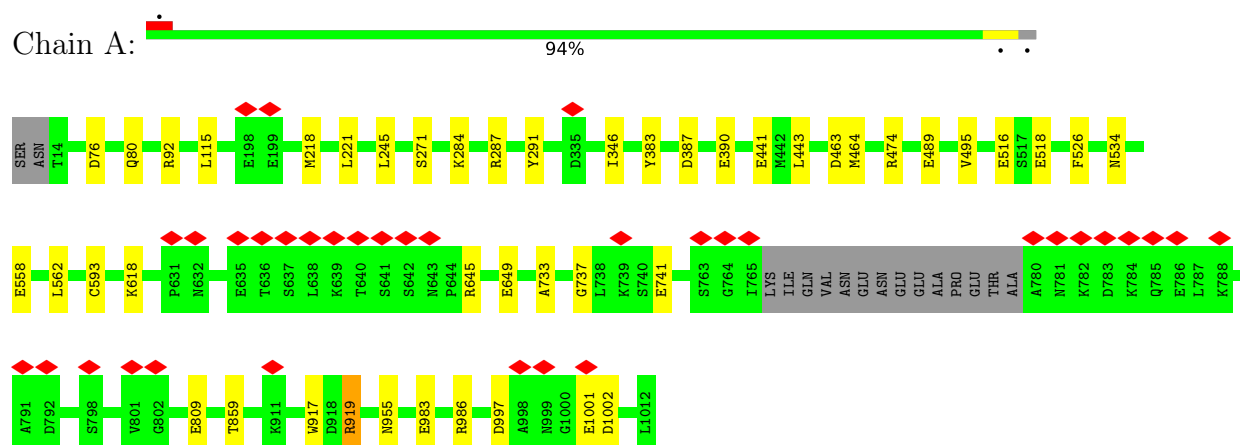 Chain A:
94%
SER ASN T14 D76 Q80 R92 L115 E198 E199 M218 L221 L245 S271 K284 R287 Y291 D335 I346 Y383 D387 E390 E441 M442 L443 D463 M464 R474 E489 V495 E516 S517 E518 F526 N534
E558 L562 C593 K618 P631 N632 E635 T636 S637 L638 K639 T640 S641 S642 N643 P644 R645 E649 A733 G737 L738 K739 S740 E741 S763 G764 I765 LYS ILE GLN VAL ASN GLU ASN GLU GLU ALA PRO GLU THR ALA A780 N781 K782 D783 K784 Q785 E786 L787 K788
A791 D792 S798 V801 G802 E809 T859 K911 W917 D918 R919 N955 E983 R986 D997 A998 N999 G1000 E1001 D1002 L1012